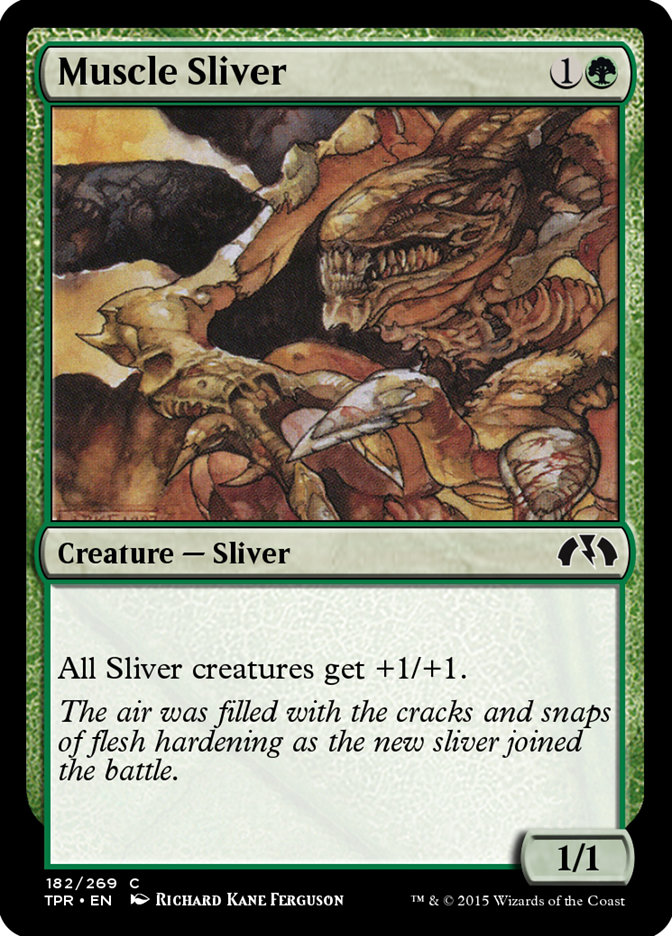 Muscle Sliver 1
Creature — Sliver
All Sliver creatures get +1/+1.
The air was filled with the cracks and snaps
of flesh hardening as the new sliver joined
the battle.
1/1
182/269 C
TPR • EN Richard Kane Ferguson
™ & © 2015 Wizards of the Coast